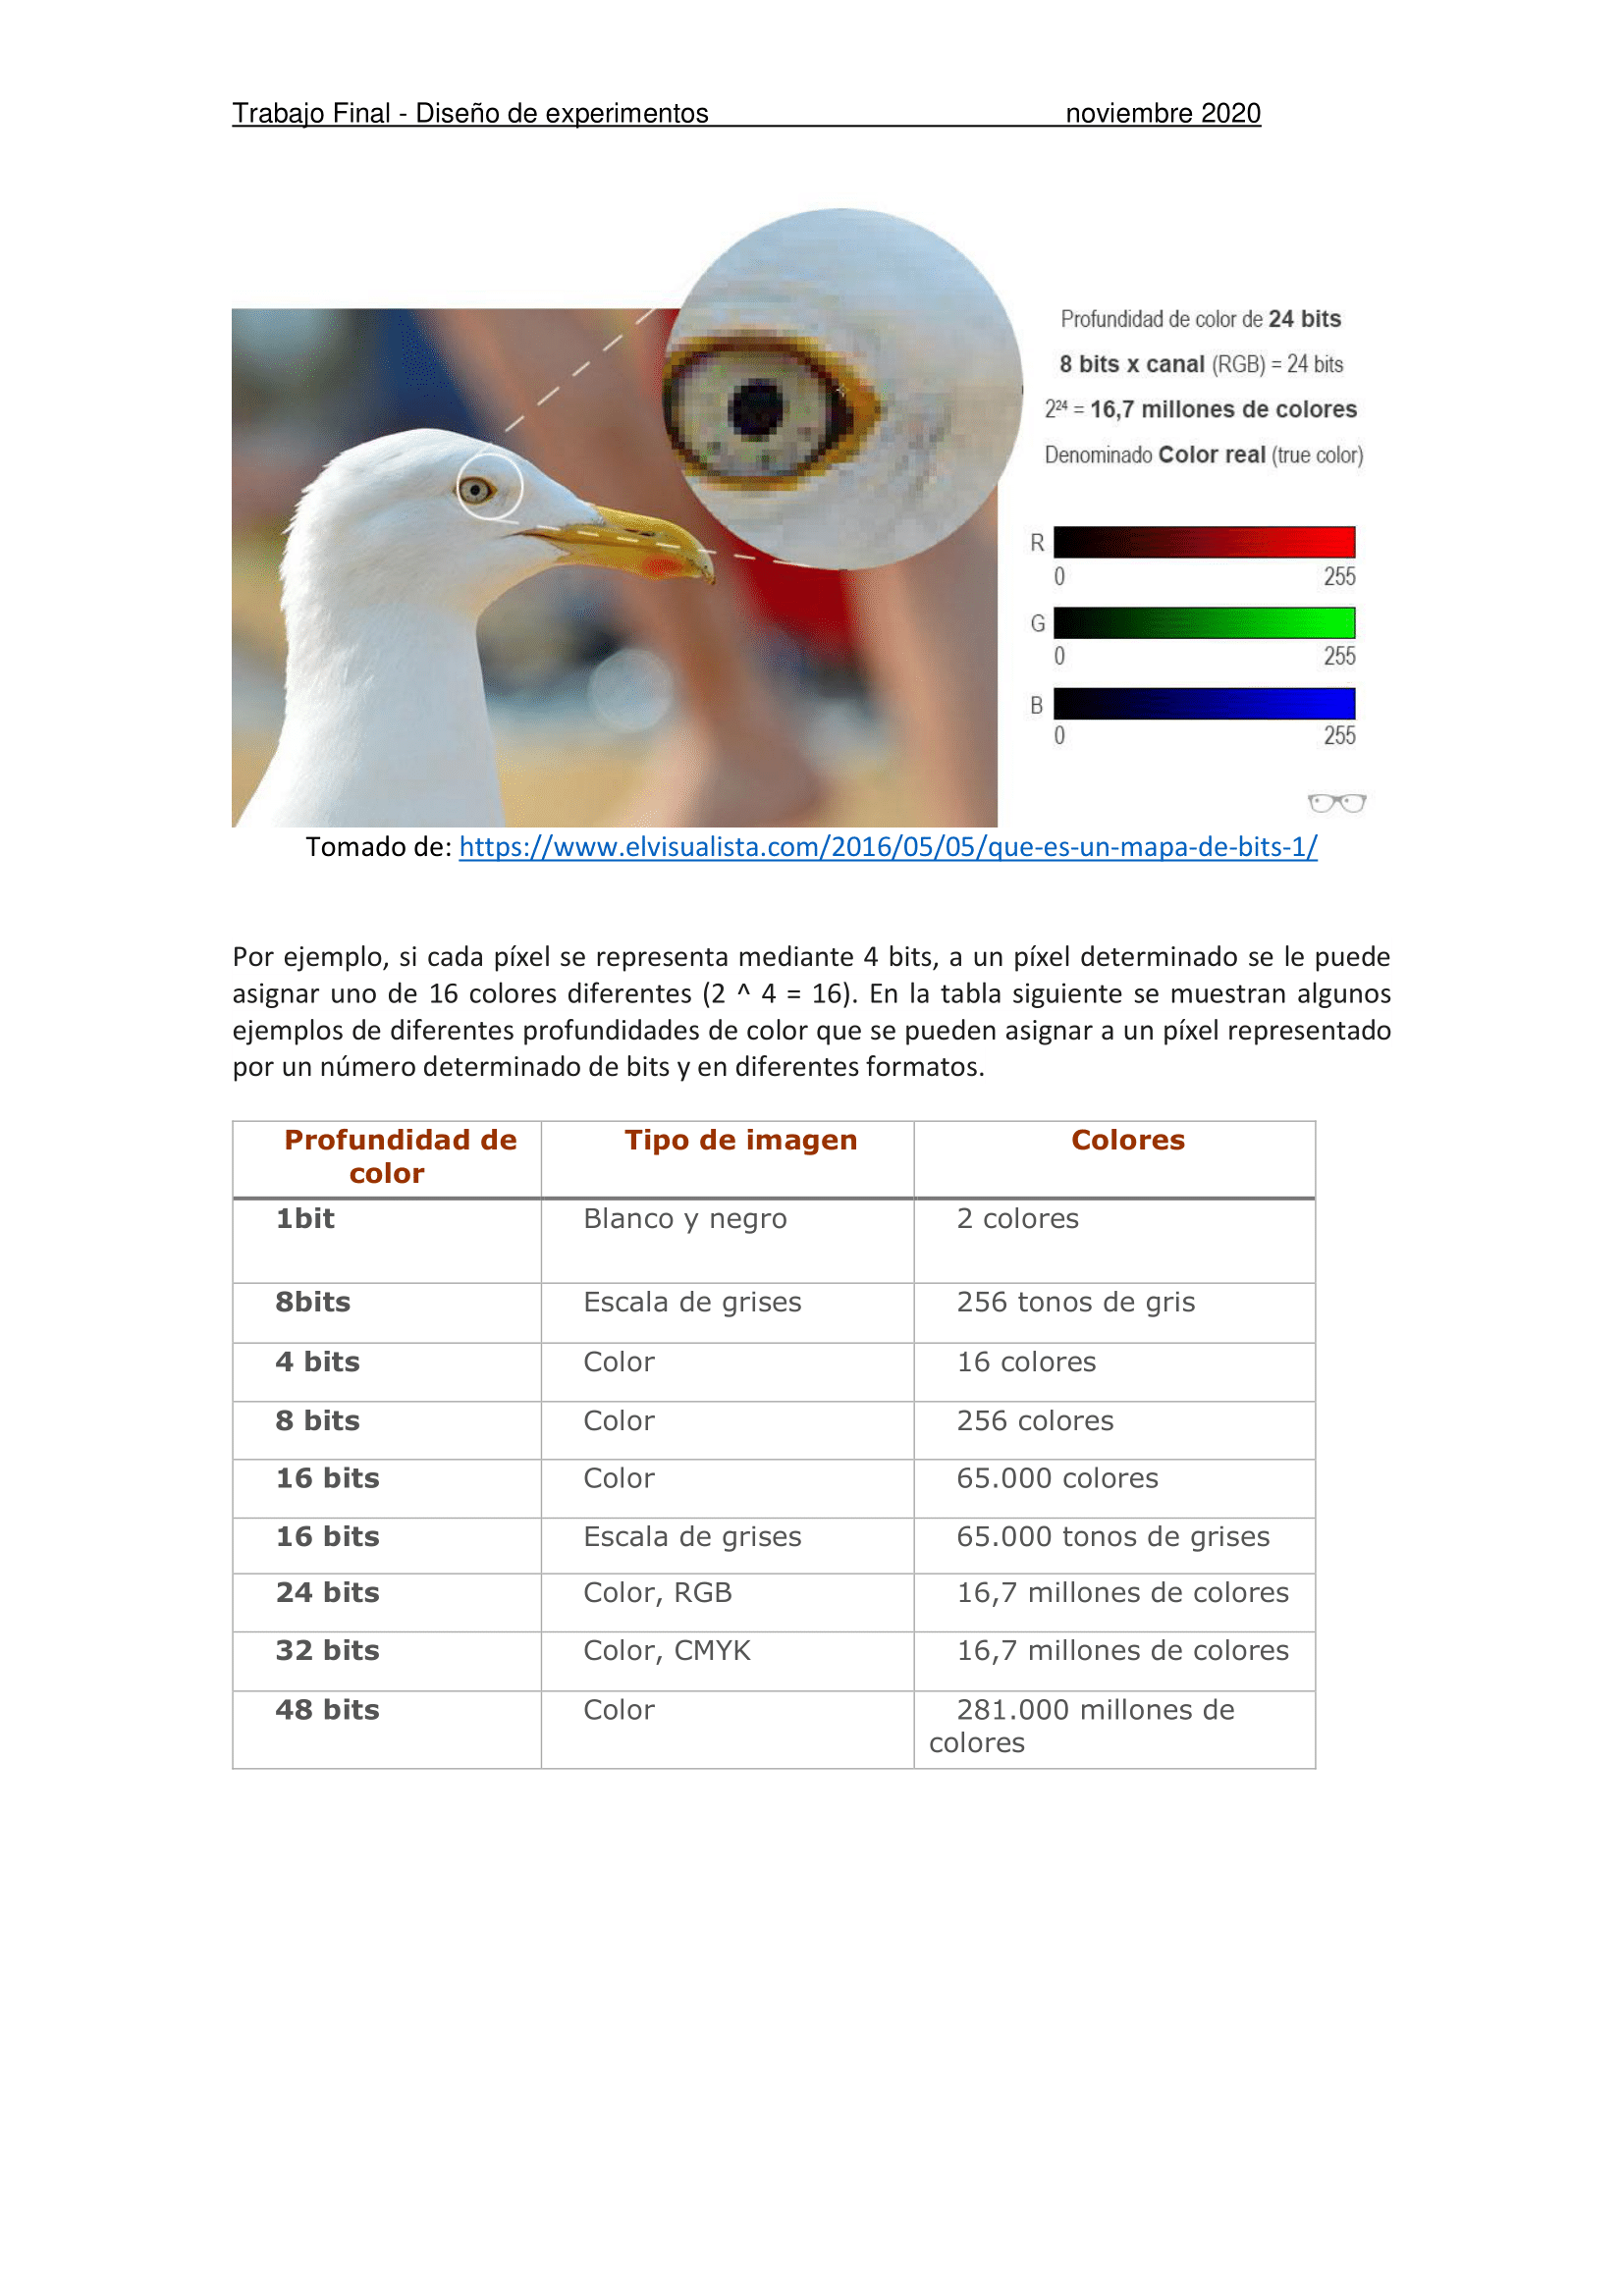 Trabajo Final - Diseño de experimentos noviembre 2020
Profundidad de color de 24 bits
8 bits x canal (RGB) = 24 bits
2²⁴ = 16,7 millones de colores
Denominado Color real (true color)
R
0 255
G
0 255
B
0 255
Tomado de: https://www.elvisualista.com/2016/05/05/que-es-un-mapa-de-bits-1/
Por ejemplo, si cada píxel se representa mediante 4 bits, a un píxel determinado se le puede
asignar uno de 16 colores diferentes (2 ^ 4 = 16). En la tabla siguiente se muestran algunos
ejemplos de diferentes profundidades de color que se pueden asignar a un píxel representado
por un número determinado de bits y en diferentes formatos.
Profundidad de color Tipo de imagen Colores
1bit Blanco y negro 2 colores
8bits Escala de grises 256 tonos de gris
4 bits Color 16 colores
8 bits Color 256 colores
16 bits Color 65.000 colores
16 bits Escala de grises 65.000 tonos de grises
24 bits Color, RGB 16,7 millones de colores
32 bits Color, CMYK 16,7 millones de colores
48 bits Color 281.000 millones de
colores